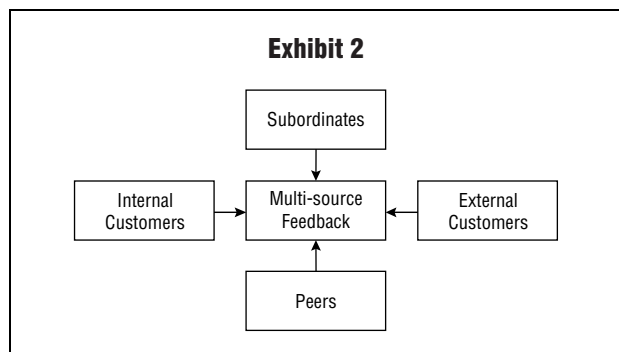 Exhibit 2
Subordinates
Internal
Customers
Multi-source
Feedback
External
Customers
Peers